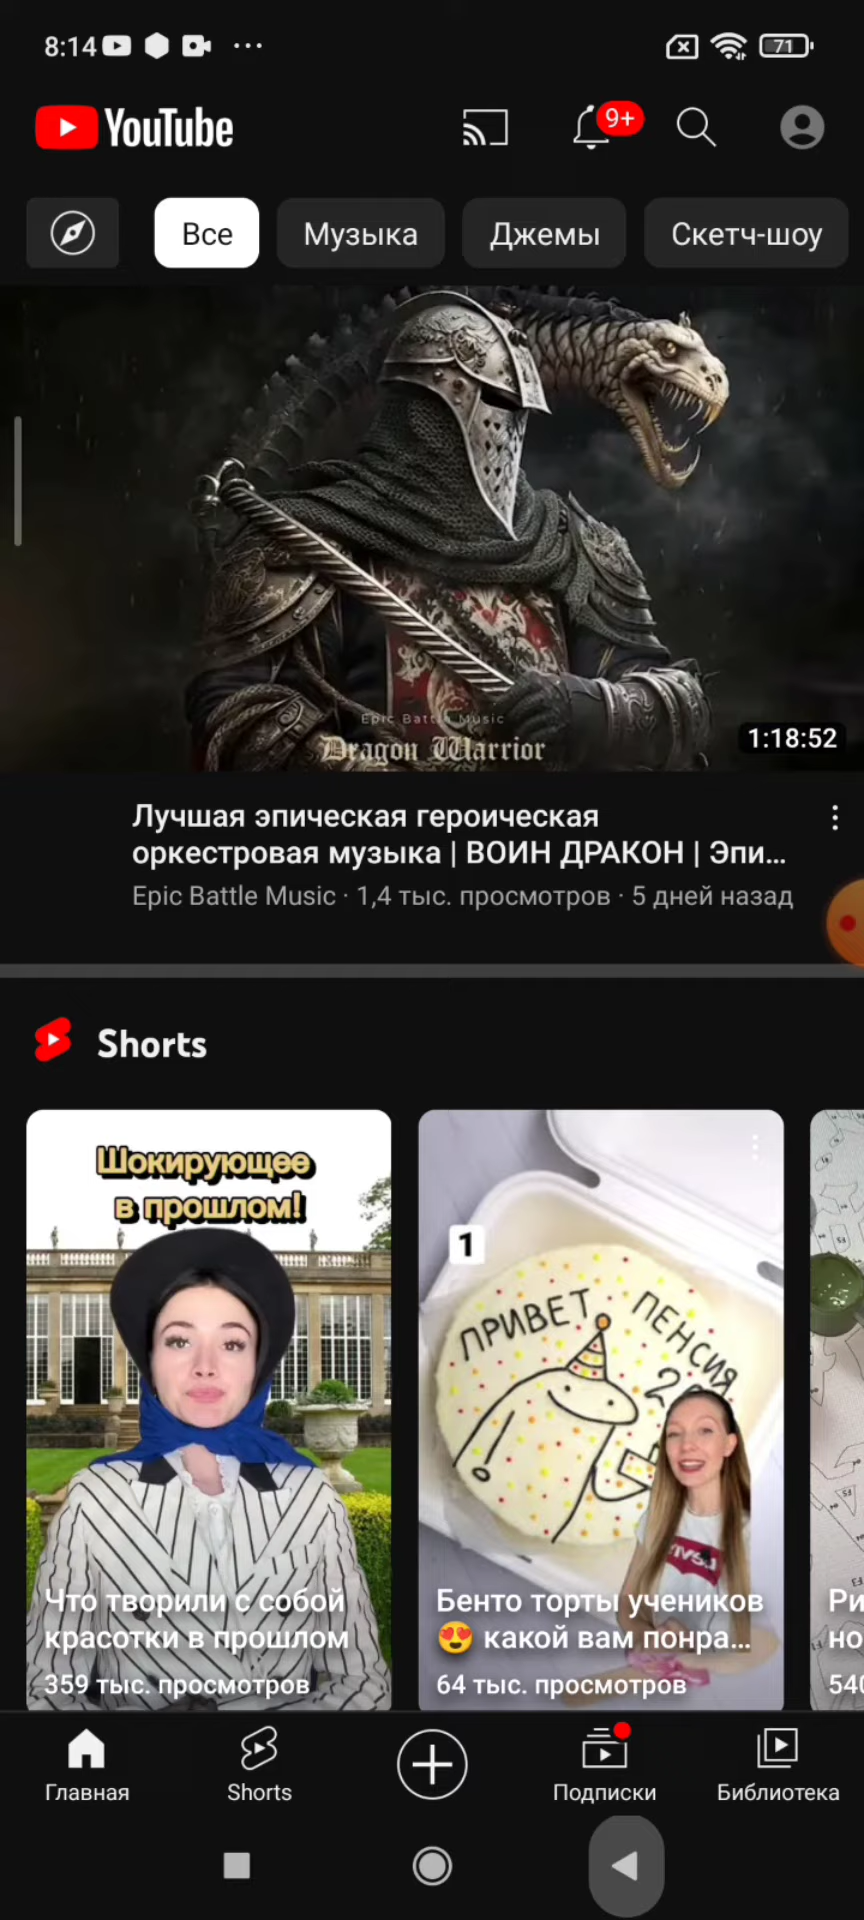 8:14
71
YouTube
9+
Все
Музыка
Джемы
Скетч-шоу
Epic Battle Music
Dragon Warrior
1:18:52
Лучшая эпическая героическая
оркестровая музыка | ВОИН ДРАКОН | Эпи...
Epic Battle Music · 1,4 тыс. просмотров · 5 дней назад
Shorts
Шокирующее
в прошлом!
Что творили с собой
красотки в прошлом
359 тыс. просмотров
1
ПРИВЕТ, ПЕНСИЯ
Бенто торты учеников
😍 какой вам понра...
64 тыс. просмотров
Ри
но
540
Главная
Shorts
Подписки
Библиотека